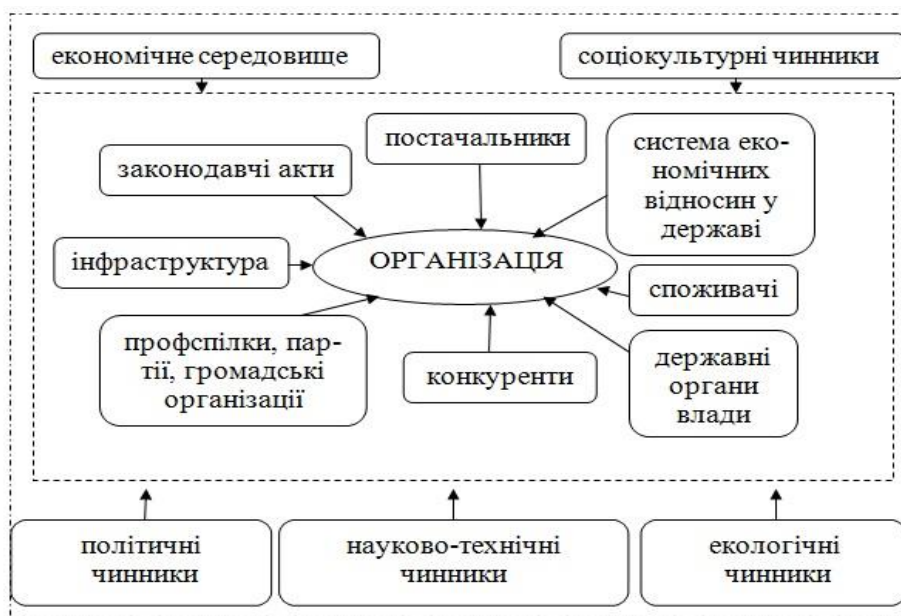 економічне середовище
соціокультурні чинники
постачальники
законодавчі акти
система еко-
номічних
відносин у
державі
інфраструктура
ОРГАНІЗАЦІЯ
споживачі
профспілки, пар-
тії, громадські
організації
конкуренти
державні
органи
влади
політичні
чинники
науково-технічні
чинники
екологічні
чинники